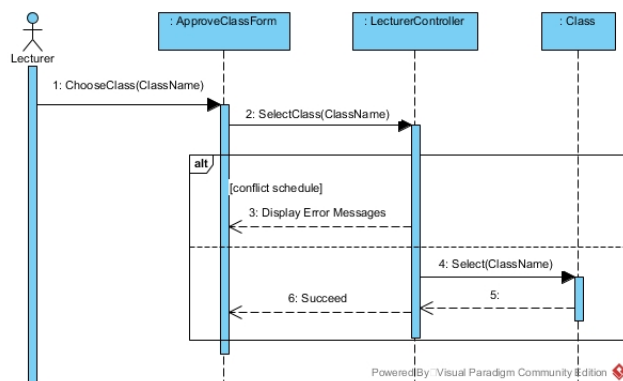 : ApproveClassForm
: LecturerController
: Class
Lecturer
1: ChooseClass(ClassName)
2: SelectClass(ClassName)
alt
[conflict schedule]
3: Display Error Messages
4: Select(ClassName)
5:
6: Succeed
Powered By Visual Paradigm Community Edition